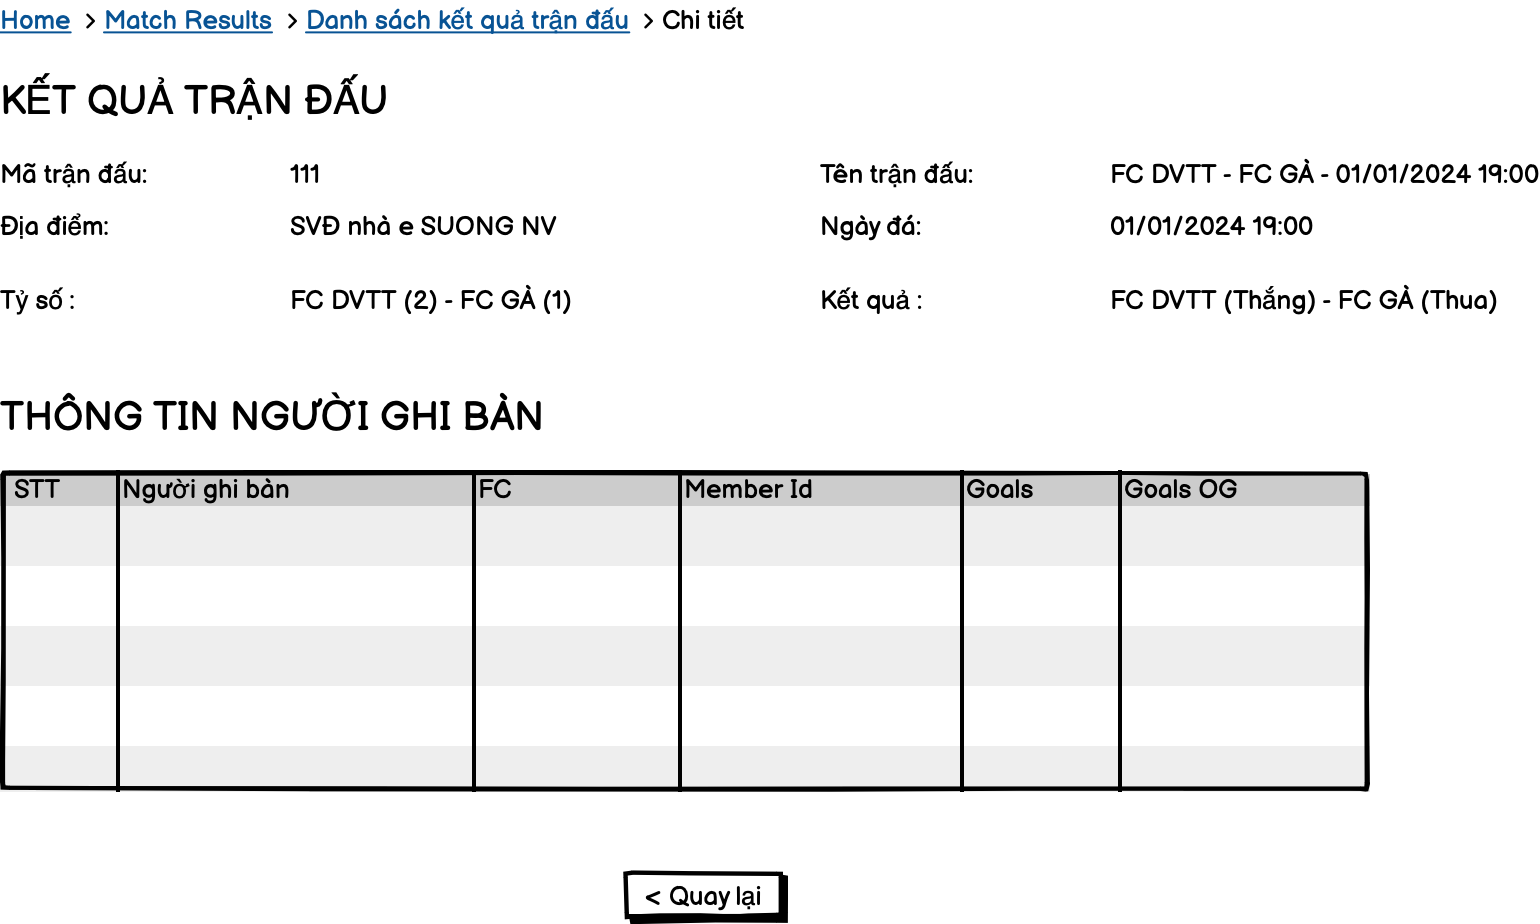 Home > Match Results > Danh sách kết quả trận đấu > Chi tiết
KẾT QUẢ TRẬN ĐẤU
Mã trận đấu: 111 Tên trận đấu: FC DVTT - FC GÀ - 01/01/2024 19:00
Địa điểm: SVĐ nhà e SUONG NV Ngày đá: 01/01/2024 19:00
Tỷ số : FC DVTT (2) - FC GÀ (1) Kết quả : FC DVTT (Thắng) - FC GÀ (Thua)
THÔNG TIN NGƯỜI GHI BÀN
STT Người ghi bàn FC Member Id Goals Goals OG
< Quay lại